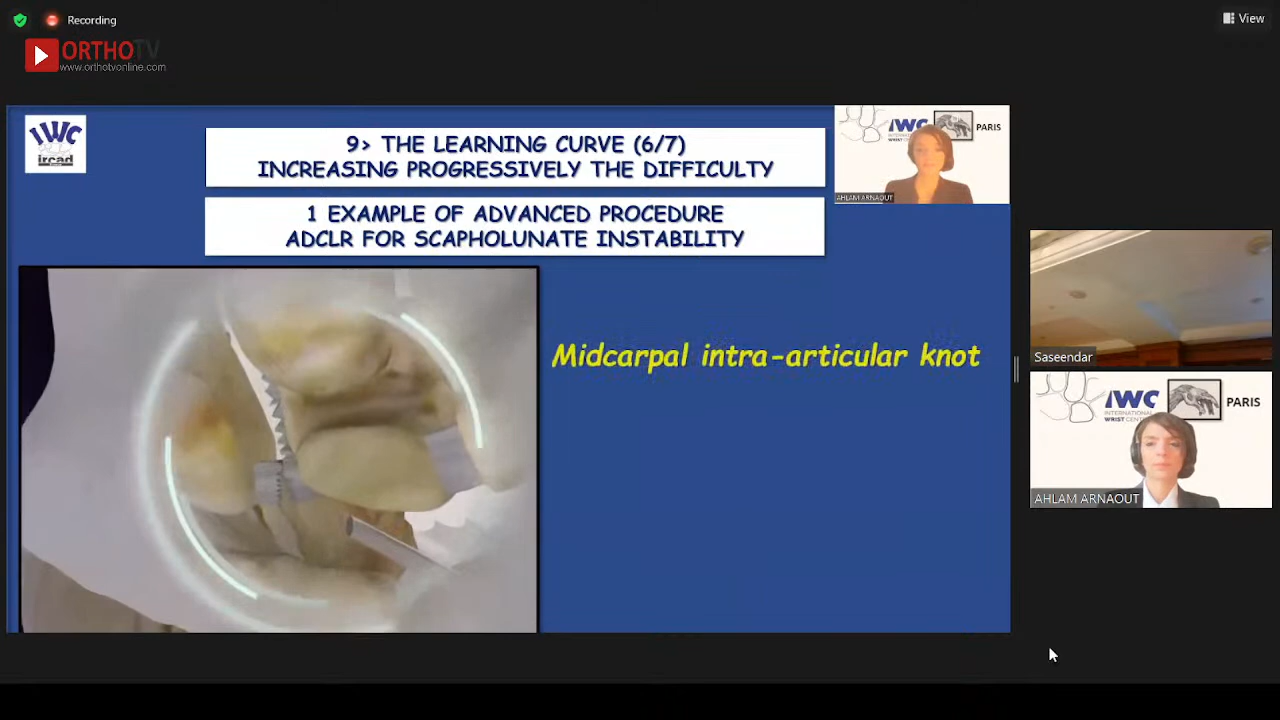 Recording
View
ORTHOTV
www.orthotvonline.com
IWC
ircad
9> THE LEARNING CURVE (6/7)
INCREASING PROGRESSIVELY THE DIFFICULTY
1 EXAMPLE OF ADVANCED PROCEDURE
ADCLR FOR SCAPHOLUNATE INSTABILITY
IWC
PARIS
AHLAM ARNAOUT
Midcarpal intra-articular knot
Saseendar
IWC
INTERNATIONAL
PARIS
AHLAM ARNAOUT